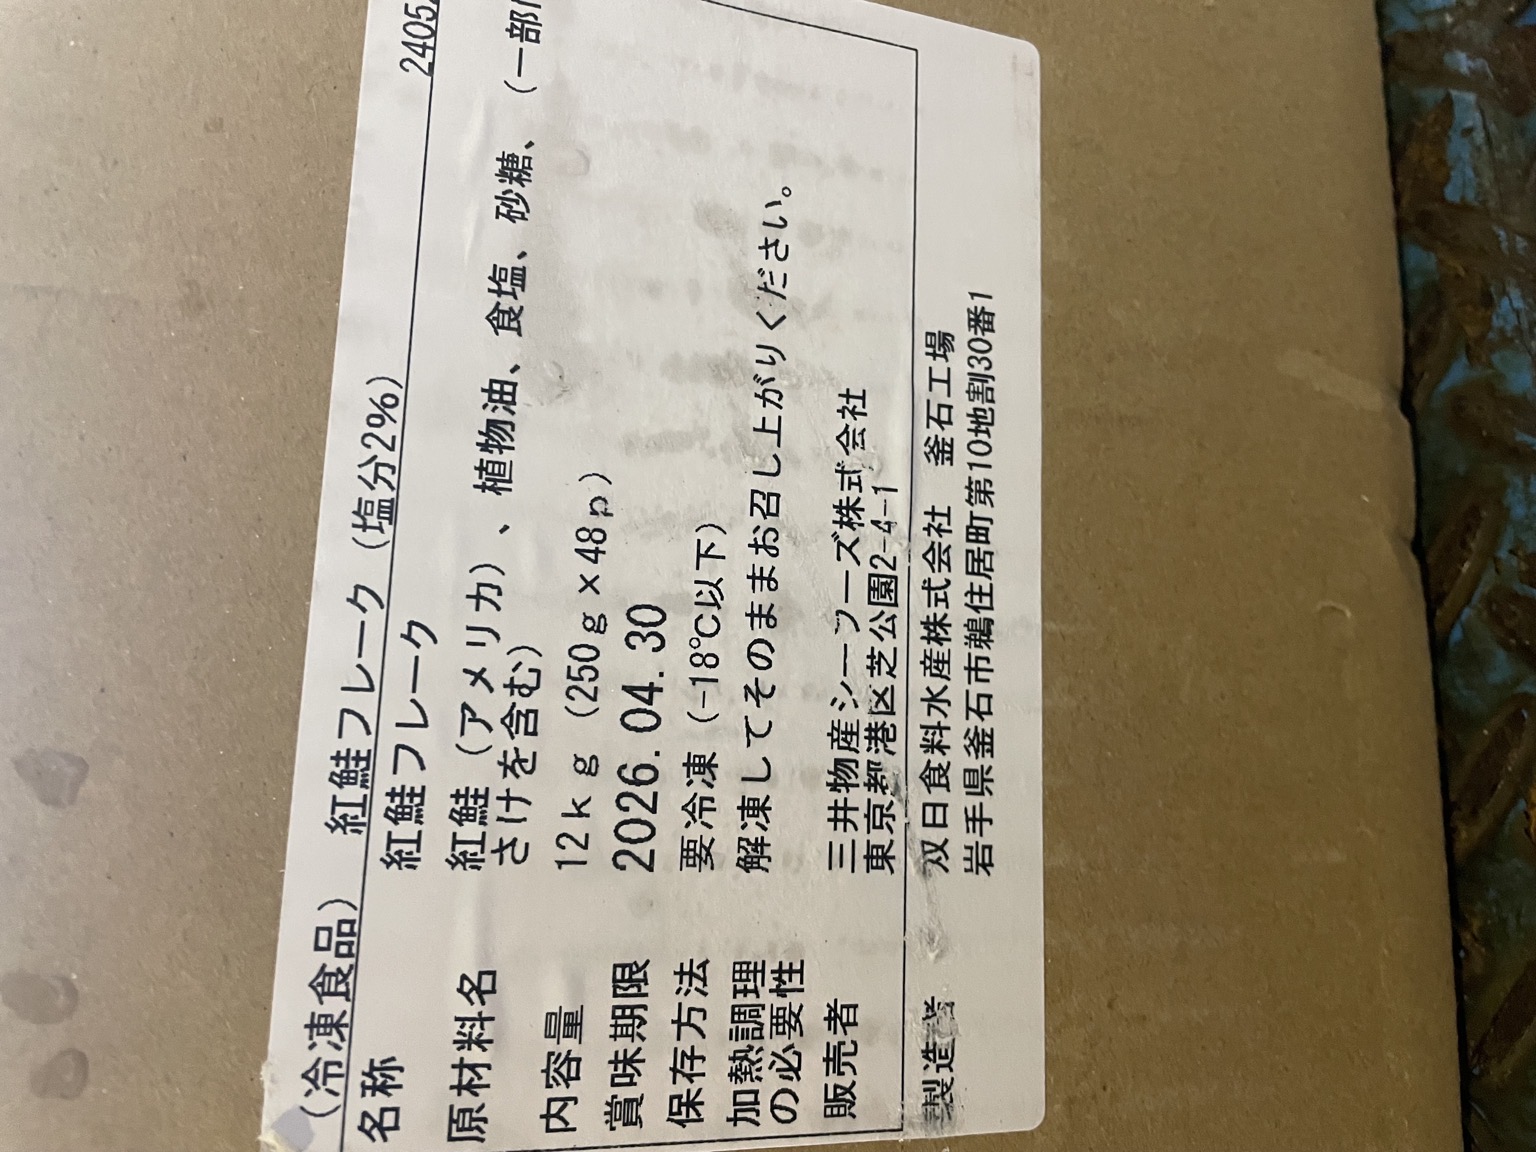 (冷凍食品) 紅鮭フレーク(塩分2%) 2405
名称 紅鮭フレーク
原材料名 紅鮭(アメリカ)、植物油、食塩、砂糖、(一部に
さけを含む)
内容量 12kg(250g×48p)
賞味期限 2026.04.30
保存方法 要冷凍(-18℃以下)
加熱調理
の必要性 解凍してそのままお召し上がりください。
販売者 三井物産シーフーズ株式会社
東京都港区芝公園2-4-1
製造者 双日食料水産株式会社 釜石工場
岩手県釜石市鵜住居町第10地割30番1